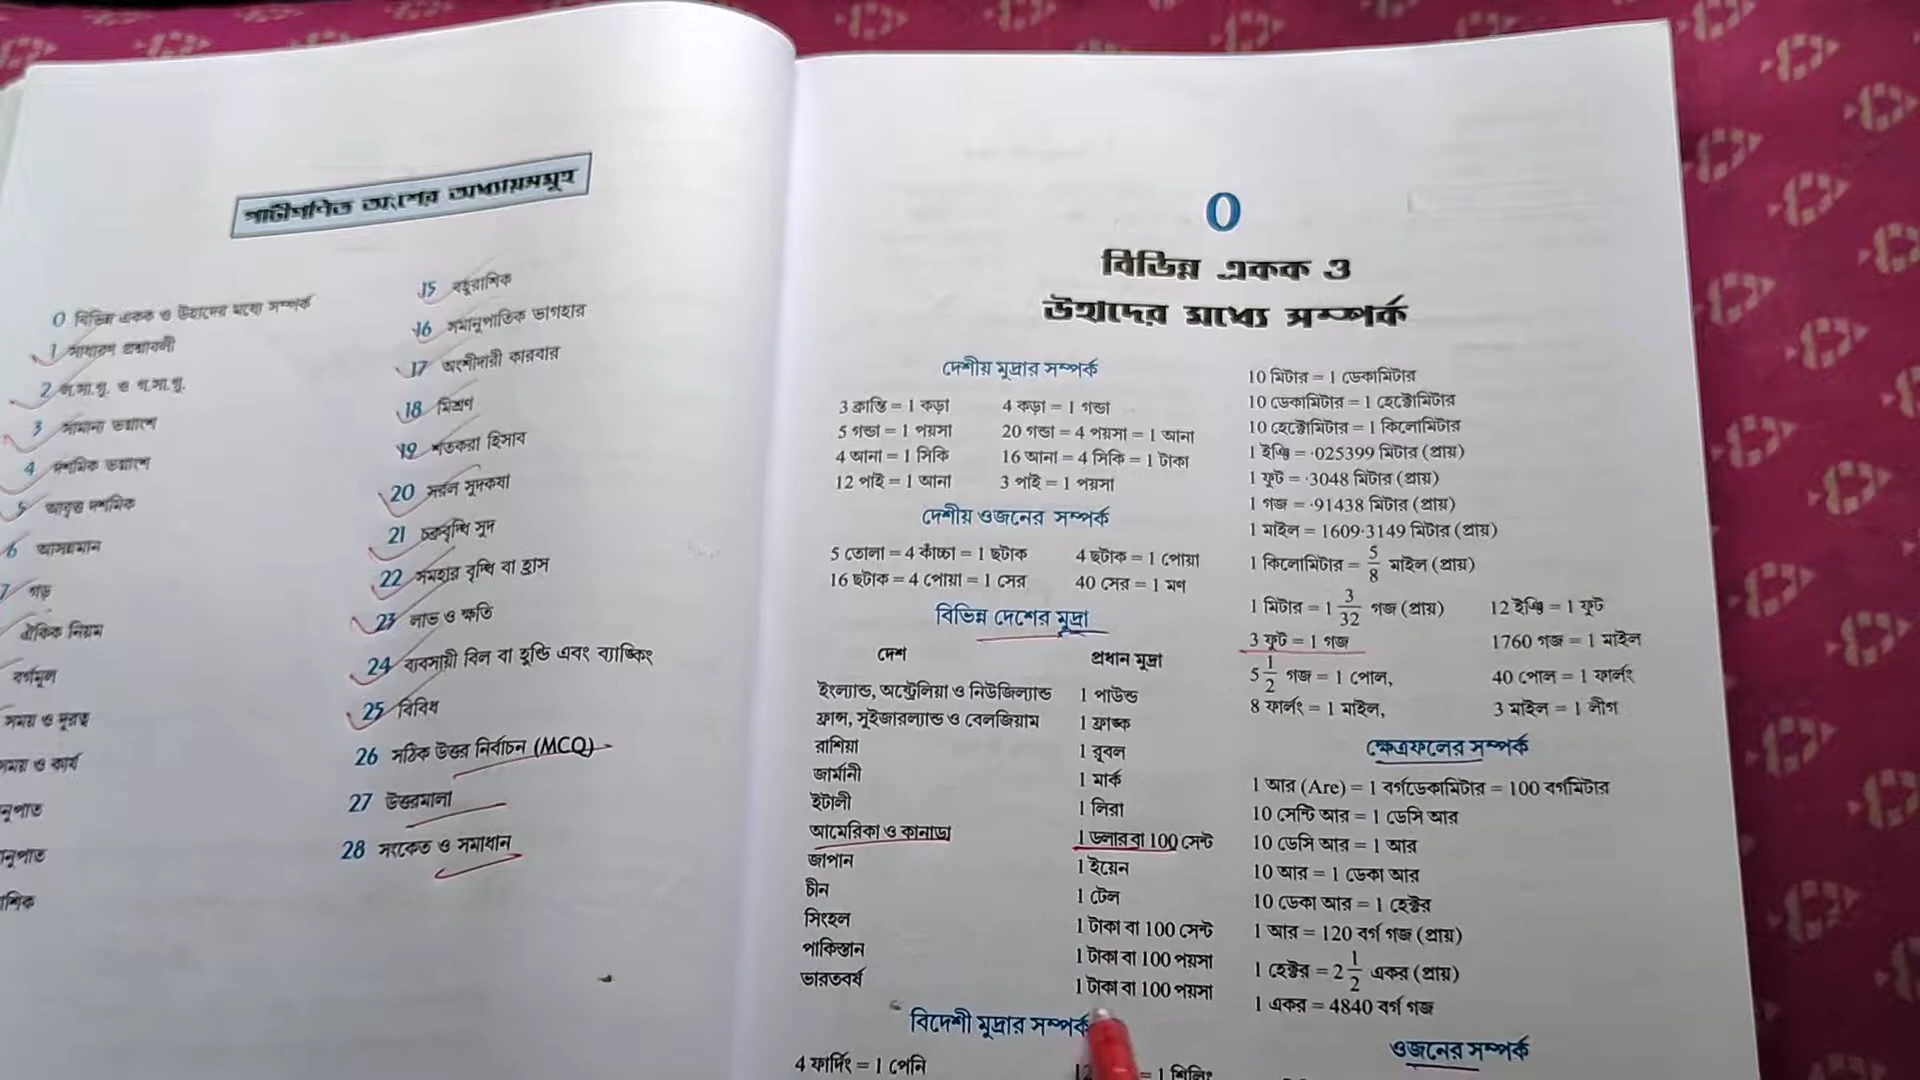 পাটীগণিত অংশের অধ্যায়সমূহ
0 বিভিন্ন একক ও উহাদের মধ্যে সম্পর্ক
1 সাধারণ প্রশ্নাবলী
2 ল.সা.গু. ও গ.সা.গু.
3 সামান্য ভগ্নাংশ
4 দশমিক ভগ্নাংশ
5 আবৃত্ত দশমিক
6 আসন্নমান
7 গড়
ঐকিক নিয়ম
বর্গমূল
সময় ও দূরত্ব
সময় ও কার্য
নুপাত
নুপাত
রাশিক
15 বহুরাশিক
16 সমানুপাতিক ভাগহার
17 অংশীদারী কারবার
18 মিশ্রণ
19 শতকরা হিসাব
20 সরল সুদকষা
21 চক্রবৃদ্ধি সুদ
22 সমহার বৃদ্ধি বা হ্রাস
23 লাভ ও ক্ষতি
24 ব্যবসায়ী বিল বা হুন্ডি এবং ব্যাঙ্কিং
25 বিবিধ
26 সঠিক উত্তর নির্বাচন (MCQ)
27 উত্তরমালা
28 সংকেত ও সমাধান
0
বিভিন্ন একক ও
উহাদের মধ্যে সম্পর্ক
দেশীয় মুদ্রার সম্পর্ক
3 ক্রান্তি = 1 কড়া 4 কড়া = 1 গন্ডা
5 গন্ডা = 1 পয়সা 20 গন্ডা = 4 পয়সা = 1 আনা
4 আনা = 1 সিকি 16 আনা = 4 সিকি = 1 টাকা
12 পাই = 1 আনা 3 পাই = 1 পয়সা
দেশীয় ওজনের সম্পর্ক
5 তোলা = 4 কাঁচ্চা = 1 ছটাক 4 ছটাক = 1 পোয়া
16 ছটাক = 4 পোয়া = 1 সের 40 সের = 1 মণ
বিভিন্ন দেশের মুদ্রা
দেশ প্রধান মুদ্রা
ইংল্যান্ড, অস্ট্রেলিয়া ও নিউজিল্যান্ড 1 পাউন্ড
ফ্রান্স, সুইজারল্যান্ড ও বেলজিয়াম 1 ফ্রাঙ্ক
রাশিয়া 1 রুবল
জার্মানী 1 মার্ক
ইটালী 1 লিরা
আমেরিকা ও কানাডা 1 ডলার বা 100 সেন্ট
জাপান 1 ইয়েন
চীন 1 টেল
সিংহল 1 টাকা বা 100 সেন্ট
পাকিস্তান 1 টাকা বা 100 পয়সা
ভারতবর্ষ 1 টাকা বা 100 পয়সা
বিদেশী মুদ্রার সম্পর্ক
4 ফার্দিং = 1 পেনি 12 = 1 শিলিং
10 মিটার = 1 ডেকামিটার
10 ডেকামিটার = 1 হেক্টোমিটার
10 হেক্টোমিটার = 1 কিলোমিটার
1 ইঞ্চি = ·025399 মিটার (প্রায়)
1 ফুট = ·3048 মিটার (প্রায়)
1 গজ = ·91438 মিটার (প্রায়)
1 মাইল = 1609·3149 মিটার (প্রায়)
1 কিলোমিটার = 5/8 মাইল (প্রায়)
1 মিটার = 1 3/32 গজ (প্রায়) 12 ইঞ্চি = 1 ফুট
3 ফুট = 1 গজ 1760 গজ = 1 মাইল
5 1/2 গজ = 1 পোল, 40 পোল = 1 ফার্লং
8 ফার্লং = 1 মাইল, 3 মাইল = 1 লীগ
ক্ষেত্রফলের সম্পর্ক
1 আর (Are) = 1 বর্গডেকামিটার = 100 বর্গমিটার
10 সেন্টি আর = 1 ডেসি আর
10 ডেসি আর = 1 আর
10 আর = 1 ডেকা আর
10 ডেকা আর = 1 হেক্টর
1 আর = 120 বর্গ গজ (প্রায়)
1 হেক্টর = 2 1/2 একর (প্রায়)
1 একর = 4840 বর্গ গজ
ওজনের সম্পর্ক